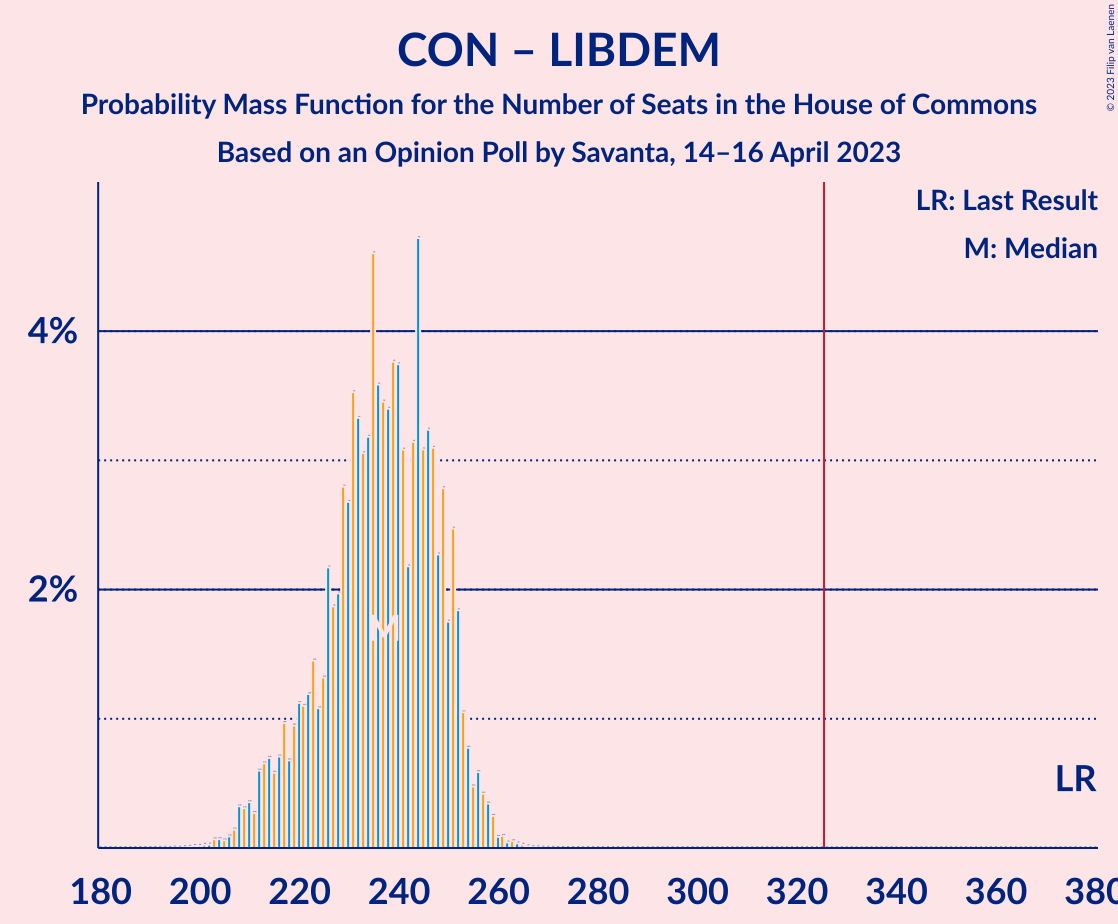 CON – LIBDEM
Probability Mass Function for the Number of Seats in the House of Commons
Based on an Opinion Poll by Savanta, 14–16 April 2023
© 2023 Filip van Laenen
LR: Last Result
M: Median
4%
2%
M
LR
180 200 220 240 260 280 300 320 340 360 380